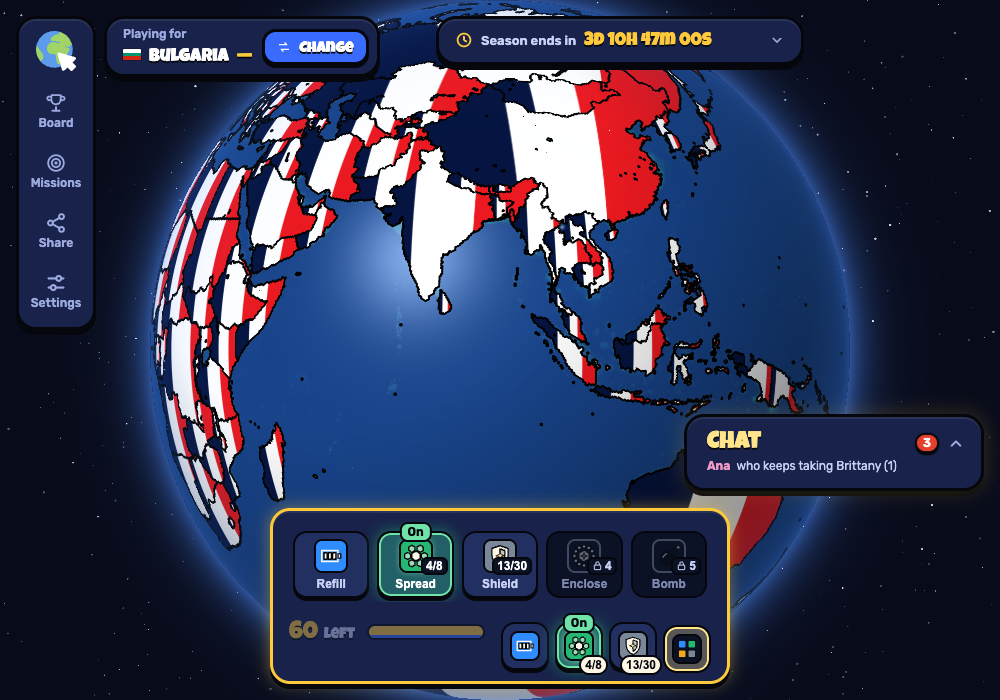 Playing for
BULGARIA
CHANGE
Season ends in 3D 10H 47M 00S
Board
Missions
Share
Settings
CHAT
3
Ana who keeps taking Brittany (1)
On
4/8
13/30
4
5
Refill
Spread
Shield
Enclose
Bomb
60 LEFT
On
4/8
13/30